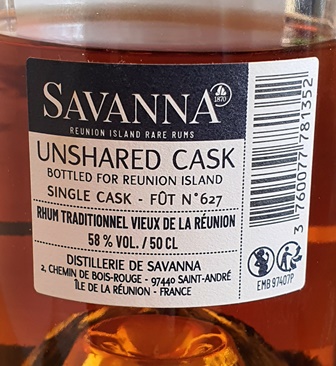 SAVANNA
1870
REUNION ISLAND RARE RUMS
UNSHARED CASK
BOTTLED FOR REUNION ISLAND
SINGLE CASK - FÛT N°627
RHUM TRADITIONNEL VIEUX DE LA RÉUNION
58 % VOL. / 50 CL
DISTILLERIE DE SAVANNA
2, CHEMIN DE BOIS-ROUGE - 97440 SAINT-ANDRÉ
ÎLE DE LA RÉUNION - FRANCE
3 760077 781352
EMB 97407P